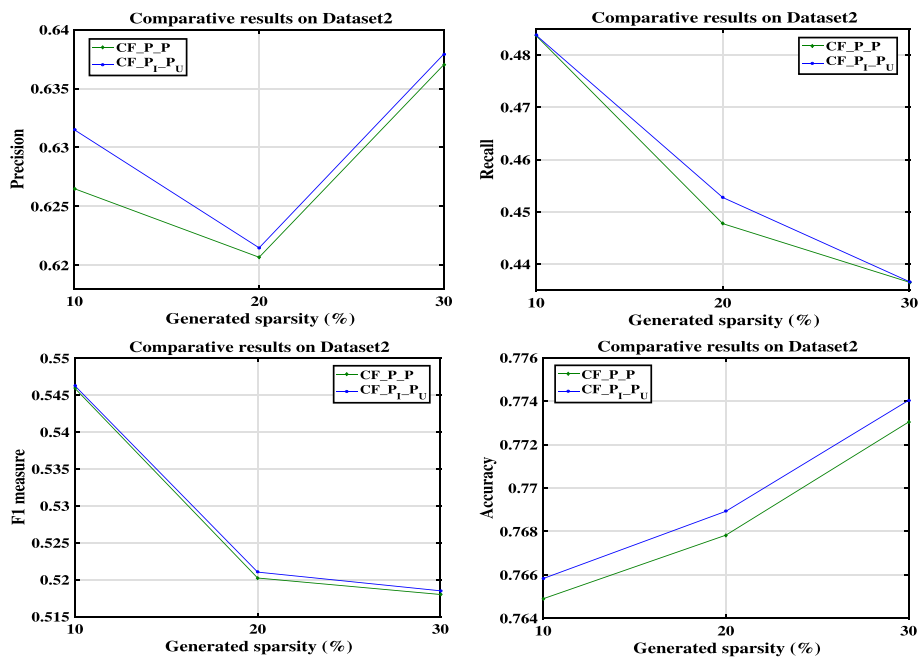 Comparative results on Dataset2
0.64
0.635
0.63
0.625
0.62
Precision
CF_P_P
CF_P_I_P_U
10
20
30
Generated sparsity (%)
Comparative results on Dataset2
0.48
0.47
0.46
0.45
0.44
Recall
CF_P_P
CF_P_I_P_U
10
20
30
Generated sparsity (%)
Comparative results on Dataset2
0.55
0.545
0.54
0.535
0.53
0.525
0.52
0.515
F1 measure
CF_P_P
CF_P_I_P_U
10
20
30
Generated sparsity (%)
Comparative results on Dataset2
0.776
0.774
0.772
0.77
0.768
0.766
0.764
Accuracy
CF_P_P
CF_P_I_P_U
10
20
30
Generated sparsity (%)